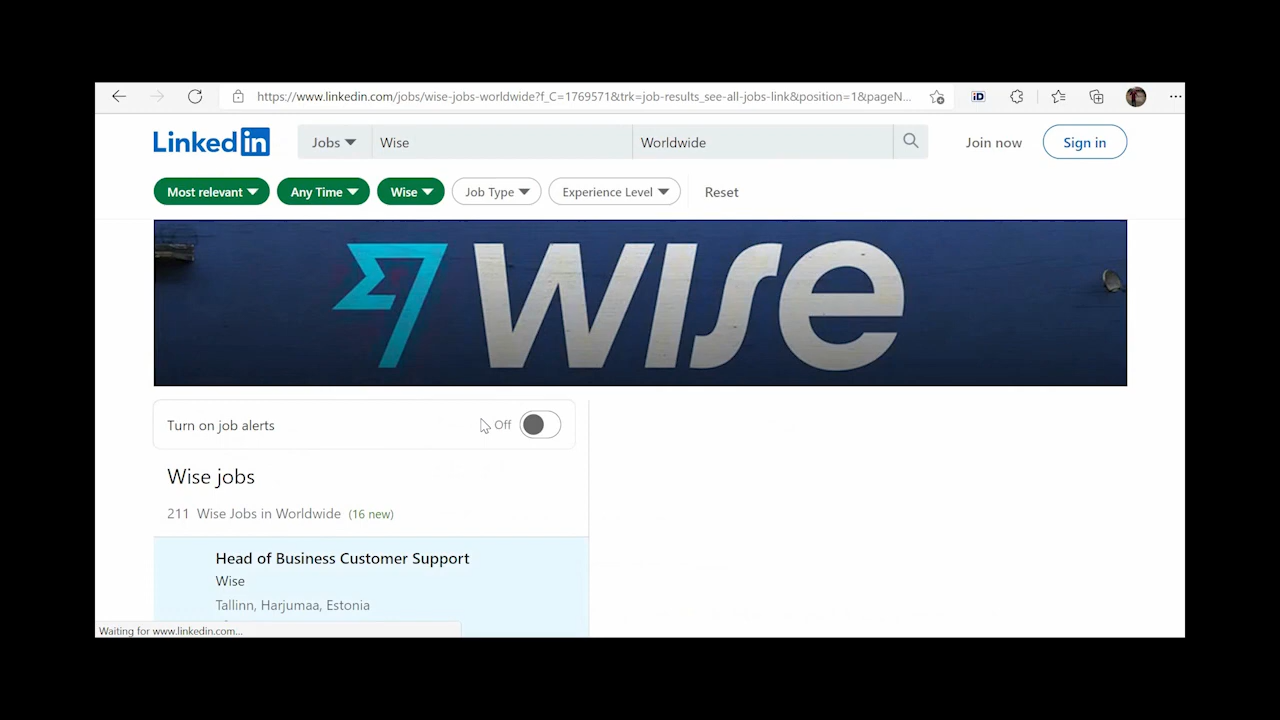 https://www.linkedin.com/jobs/wise-jobs-worldwide?f_C=1769571&trk=job-results_see-all-jobs-link&position=1&pageN...
iD
Linked in
Jobs
Wise
Worldwide
Join now
Sign in
Most relevant
Any Time
Wise
Job Type
Experience Level
Reset
WISE
Turn on job alerts
Off
Wise jobs
211 Wise Jobs in Worldwide (16 new)
Head of Business Customer Support
Wise
Tallinn, Harjumaa, Estonia
Waiting for www.linkedin.com...